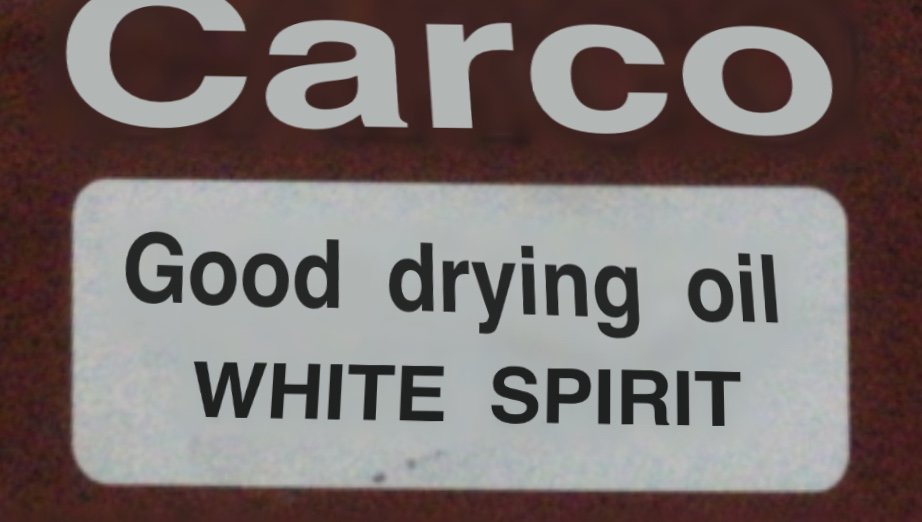 Carco
Good drying oil
WHITE SPIRIT